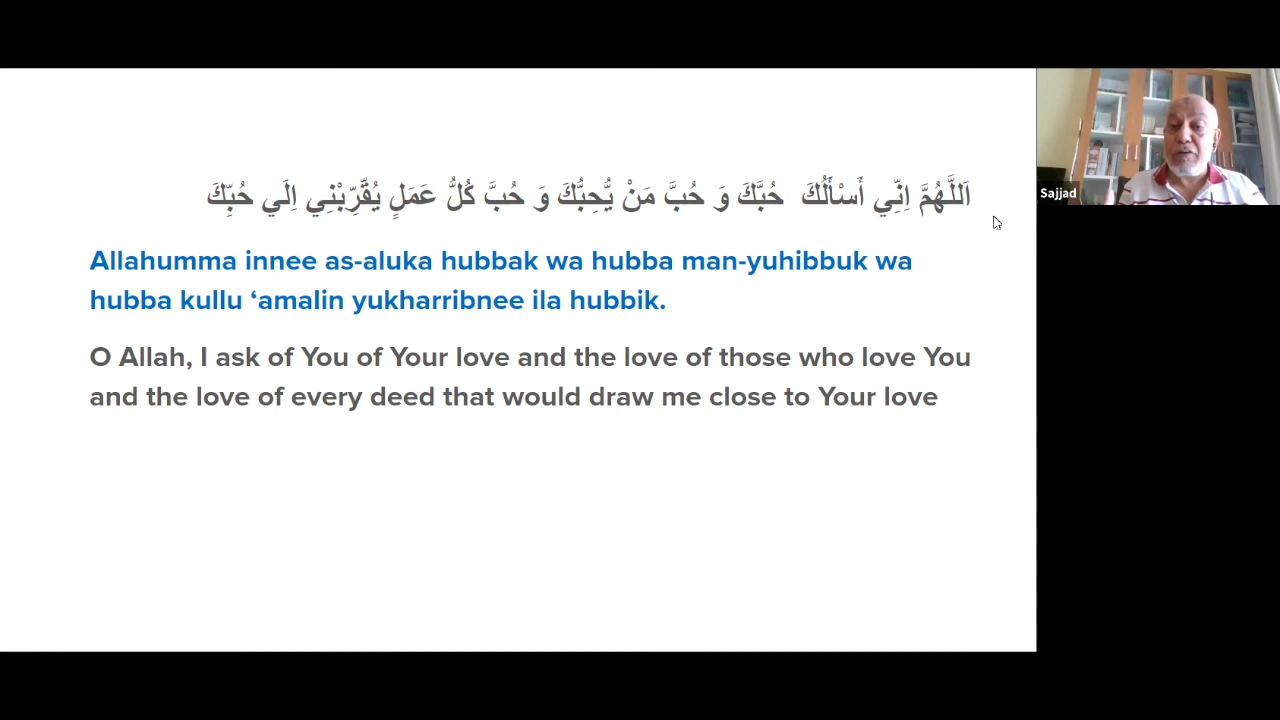 اَللَّهُمَّ اِنِّي أَسْأَلُكَ حُبَّكَ وَ حُبَّ مَنْ يُّحِبُّكَ وَ حُبَّ كُلُّ عَمَلٍ يُقَّرِّبْنِي اِلَي حُبِّكَ
Allahumma innee as-aluka hubbak wa hubba man-yuhibbuk wa
hubba kullu ‘amalin yukharribnee ila hubbik.
O Allah, I ask of You of Your love and the love of those who love You
and the love of every deed that would draw me close to Your love
Sajjad